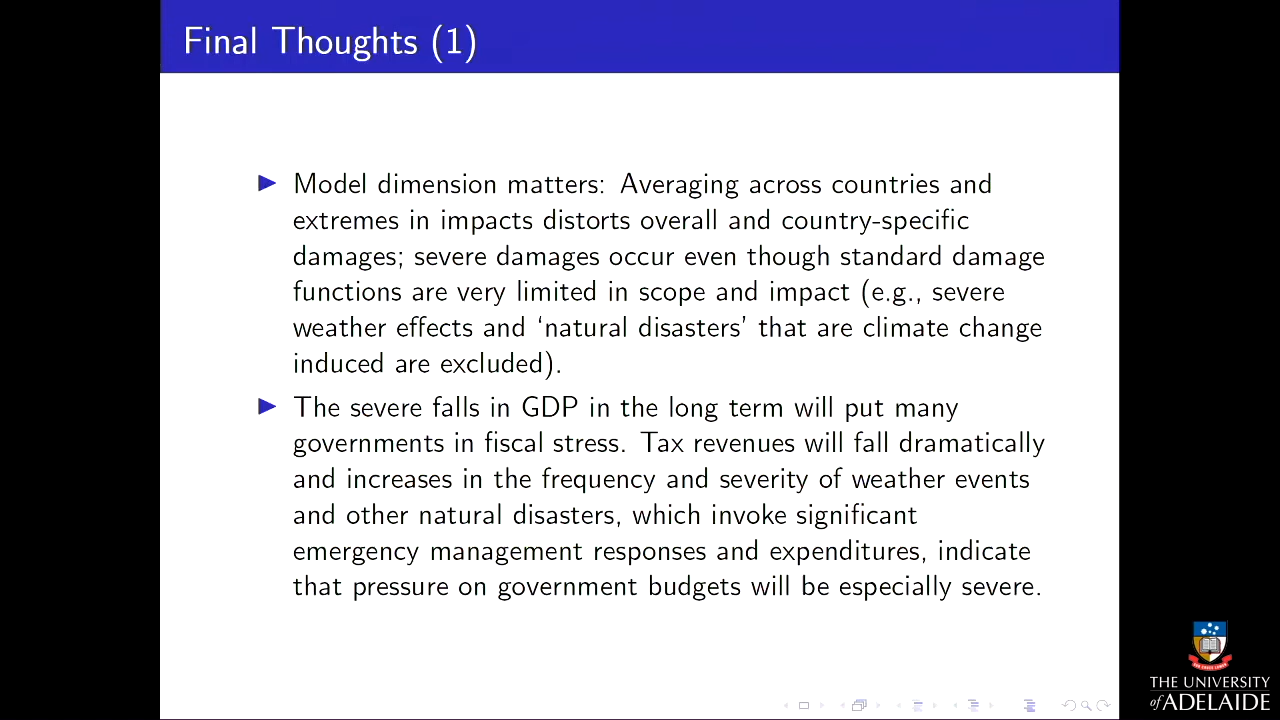 Final Thoughts (1)
Model dimension matters: Averaging across countries and
extremes in impacts distorts overall and country-specific
damages; severe damages occur even though standard damage
functions are very limited in scope and impact (e.g., severe
weather effects and ‘natural disasters’ that are climate change
induced are excluded).
The severe falls in GDP in the long term will put many
governments in fiscal stress. Tax revenues will fall dramatically
and increases in the frequency and severity of weather events
and other natural disasters, which invoke significant
emergency management responses and expenditures, indicate
that pressure on government budgets will be especially severe.
THE UNIVERSITY
of ADELAIDE